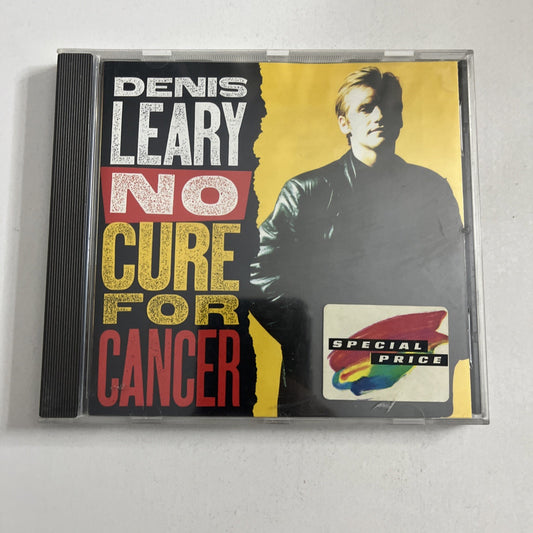 DENIS
LEARY
NO
CURE
FOR
CANCER
SPECIAL
PRICE